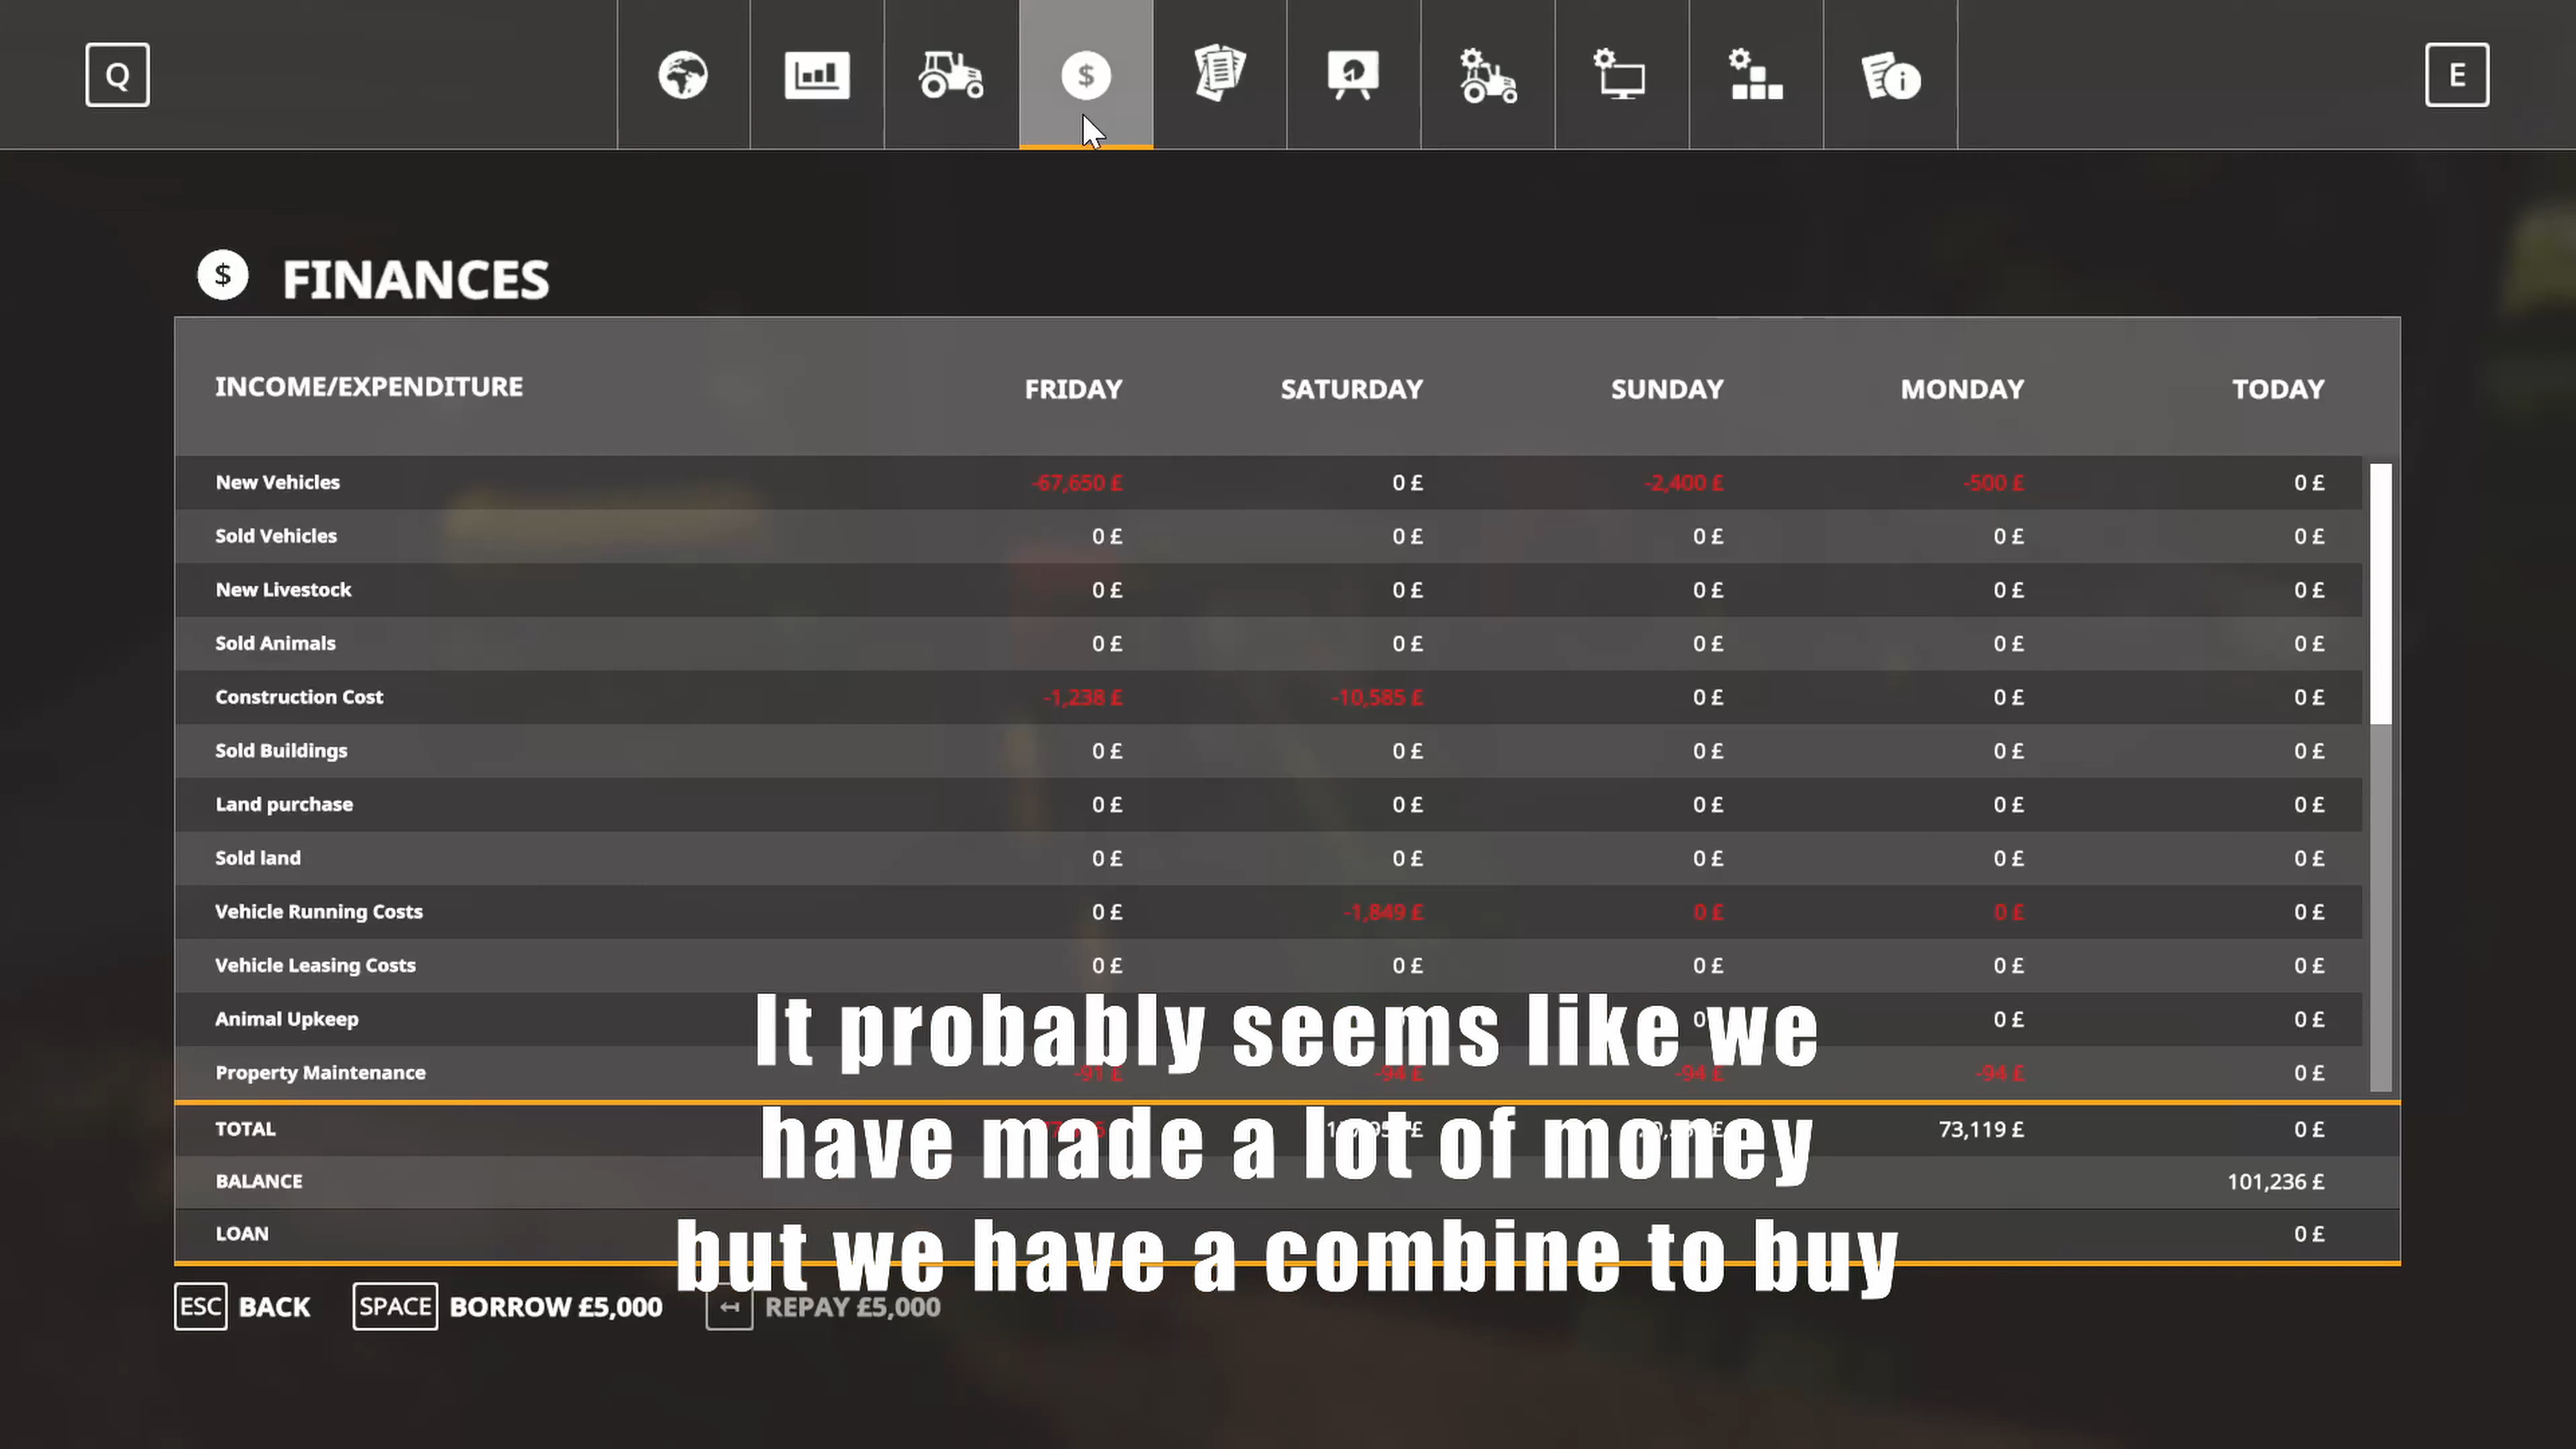 Q E
FINANCES
INCOME/EXPENDITURE FRIDAY SATURDAY SUNDAY MONDAY TODAY
New Vehicles -67,650 £ 0 £ -2,400 £ -500 £ 0 £
Sold Vehicles 0 £ 0 £ 0 £ 0 £ 0 £
New Livestock 0 £ 0 £ 0 £ 0 £ 0 £
Sold Animals 0 £ 0 £ 0 £ 0 £ 0 £
Construction Cost -1,238 £ -10,585 £ 0 £ 0 £ 0 £
Sold Buildings 0 £ 0 £ 0 £ 0 £ 0 £
Land purchase 0 £ 0 £ 0 £ 0 £ 0 £
Sold land 0 £ 0 £ 0 £ 0 £ 0 £
Vehicle Running Costs 0 £ -1,849 £ 0 £ 0 £ 0 £
Vehicle Leasing Costs 0 £ 0 £ 0 £ 0 £ 0 £
Animal Upkeep 0 £ 0 £
It probably seems like we
Property Maintenance -91 £ -94 £ -94 £ -94 £ 0 £
TOTAL 73,119 £ 0 £
have made a lot of money
BALANCE 101,236 £
LOAN 0 £
but we have a combine to buy
ESC BACK SPACE BORROW £5,000 REPAY £5,000